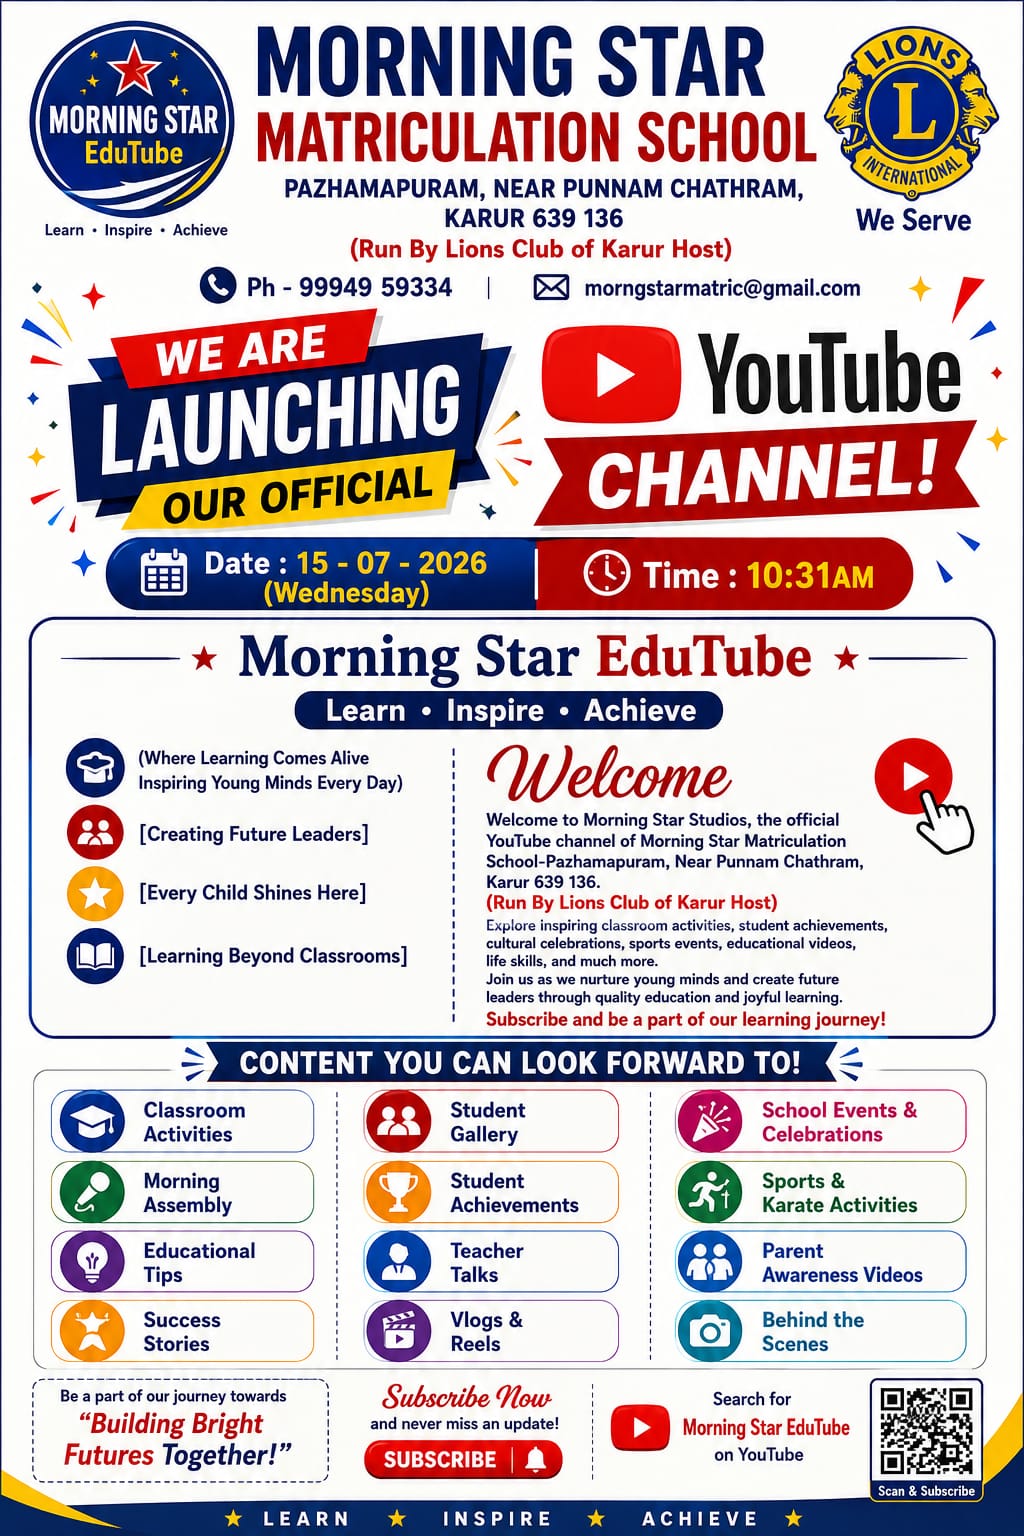 MORNING STAR
EduTube
Learn • Inspire • Achieve
MORNING STAR
MATRICULATION SCHOOL
PAZHAMAPURAM, NEAR PUNNAM CHATHRAM,
KARUR 639 136
(Run By Lions Club of Karur Host)
LIONS
L
INTERNATIONAL
We Serve
Ph - 99949 59334 | morngstarmatric@gmail.com
WE ARE
LAUNCHING
OUR OFFICIAL
YouTube
CHANNEL!
Date : 15 - 07 - 2026
(Wednesday)
Time : 10:31AM
Morning Star EduTube
Learn • Inspire • Achieve
(Where Learning Comes Alive
Inspiring Young Minds Every Day)
[Creating Future Leaders]
[Every Child Shines Here]
[Learning Beyond Classrooms]
Welcome
Welcome to Morning Star Studios, the official
YouTube channel of Morning Star Matriculation
School-Pazhamapuram, Near Punnam Chathram,
Karur 639 136.
(Run By Lions Club of Karur Host)
Explore inspiring classroom activities, student achievements,
cultural celebrations, sports events, educational videos,
life skills, and much more.
Join us as we nurture young minds and create future
leaders through quality education and joyful learning.
Subscribe and be a part of our learning journey!
CONTENT YOU CAN LOOK FORWARD TO!
Classroom
Activities
Morning
Assembly
Educational
Tips
Success
Stories
Student
Gallery
Student
Achievements
Teacher
Talks
Vlogs &
Reels
School Events &
Celebrations
Sports &
Karate Activities
Parent
Awareness Videos
Behind the
Scenes
Be a part of our journey towards
“Building Bright
Futures Together!”
Subscribe Now
and never miss an update!
SUBSCRIBE
Search for
Morning Star EduTube
on YouTube
Scan & Subscribe
LEARN INSPIRE ACHIEVE